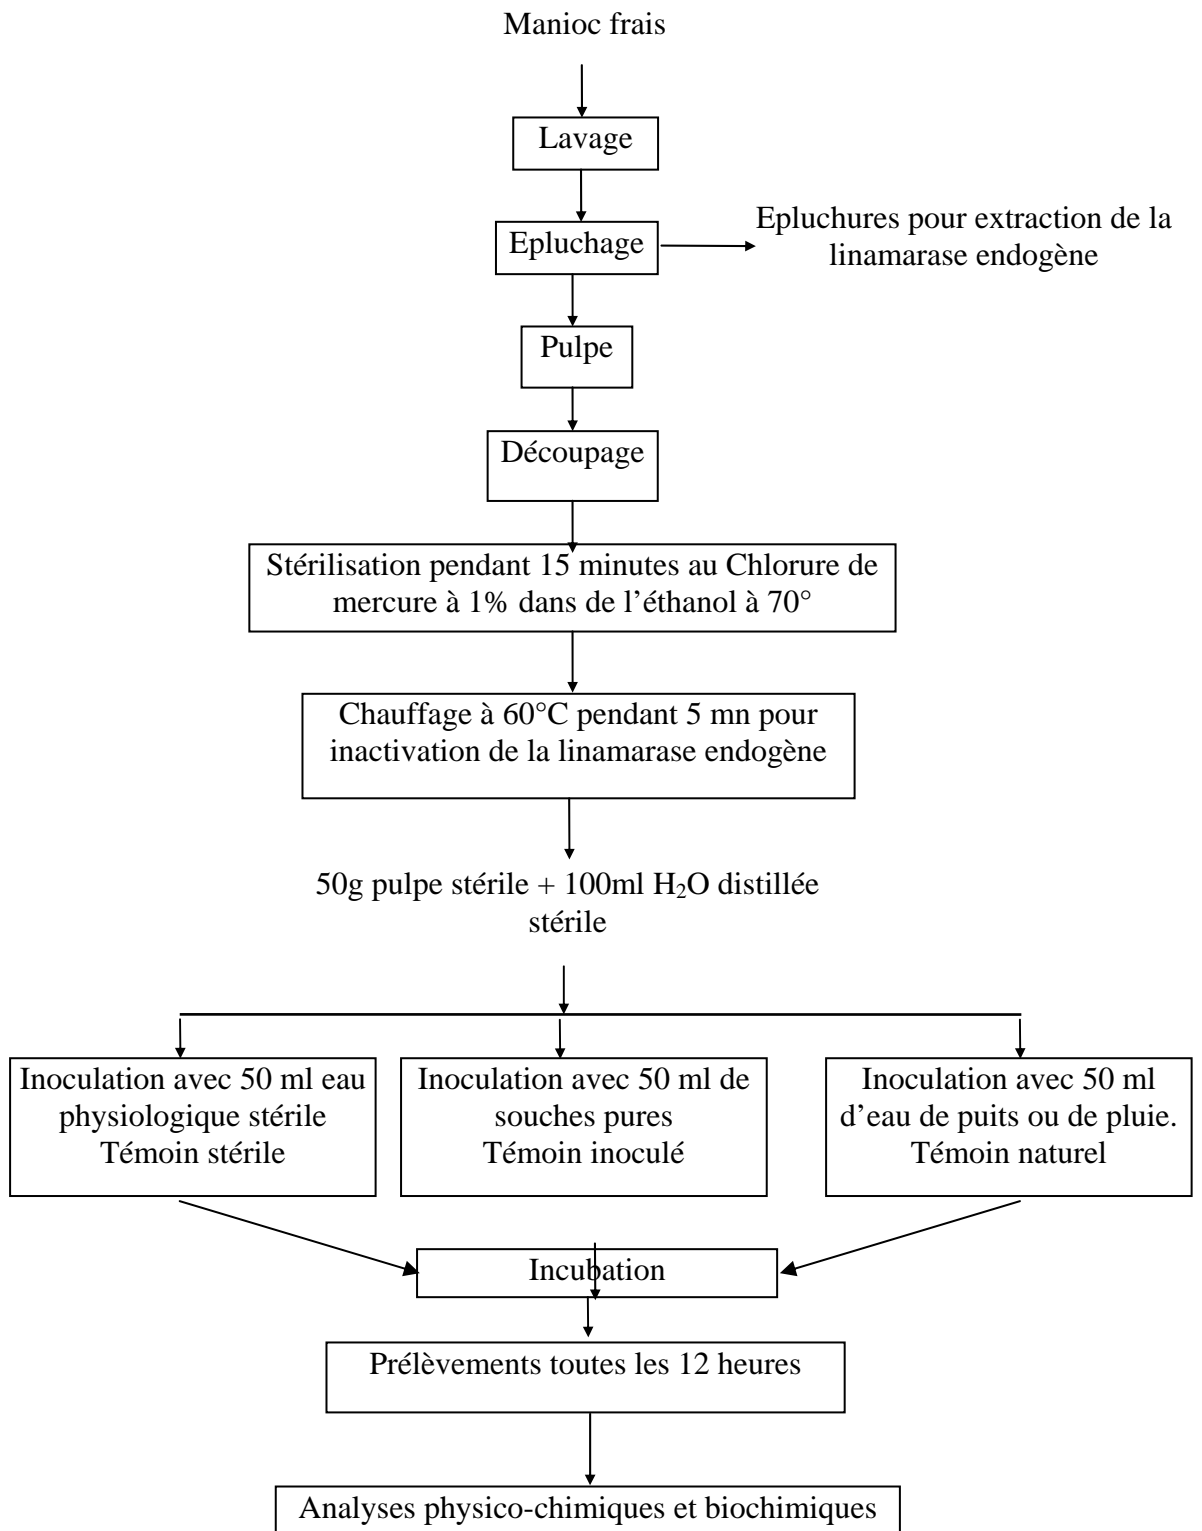 Manioc frais
Lavage
Epluchage
Epluchures pour extraction de la
linamarase endogène
Pulpe
Découpage
Stérilisation pendant 15 minutes au Chlorure de
mercure à 1% dans de l’éthanol à 70°
Chauffage à 60°C pendant 5 mn pour
inactivation de la linamarase endogène
50g pulpe stérile + 100ml H₂O distillée
stérile
Inoculation avec 50 ml eau
physiologique stérile
Témoin stérile
Inoculation avec 50 ml de
souches pures
Témoin inoculé
Inoculation avec 50 ml
d’eau de puits ou de pluie.
Témoin naturel
Incubation
Prélèvements toutes les 12 heures
Analyses physico-chimiques et biochimiques